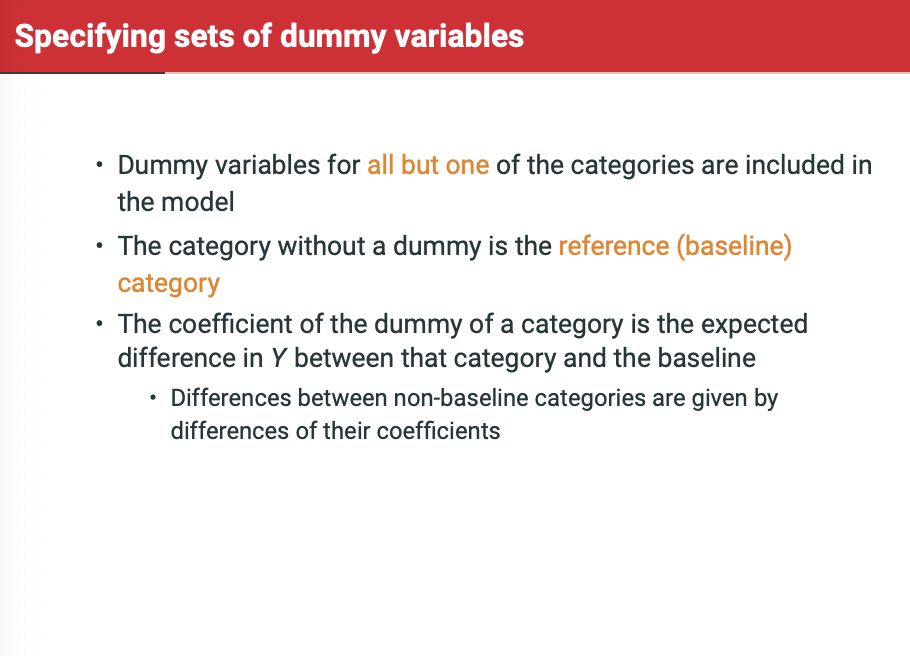 Specifying sets of dummy variables
• Dummy variables for all but one of the categories are included in
the model
• The category without a dummy is the reference (baseline)
category
• The coefficient of the dummy of a category is the expected
difference in Y between that category and the baseline
• Differences between non-baseline categories are given by
differences of their coefficients